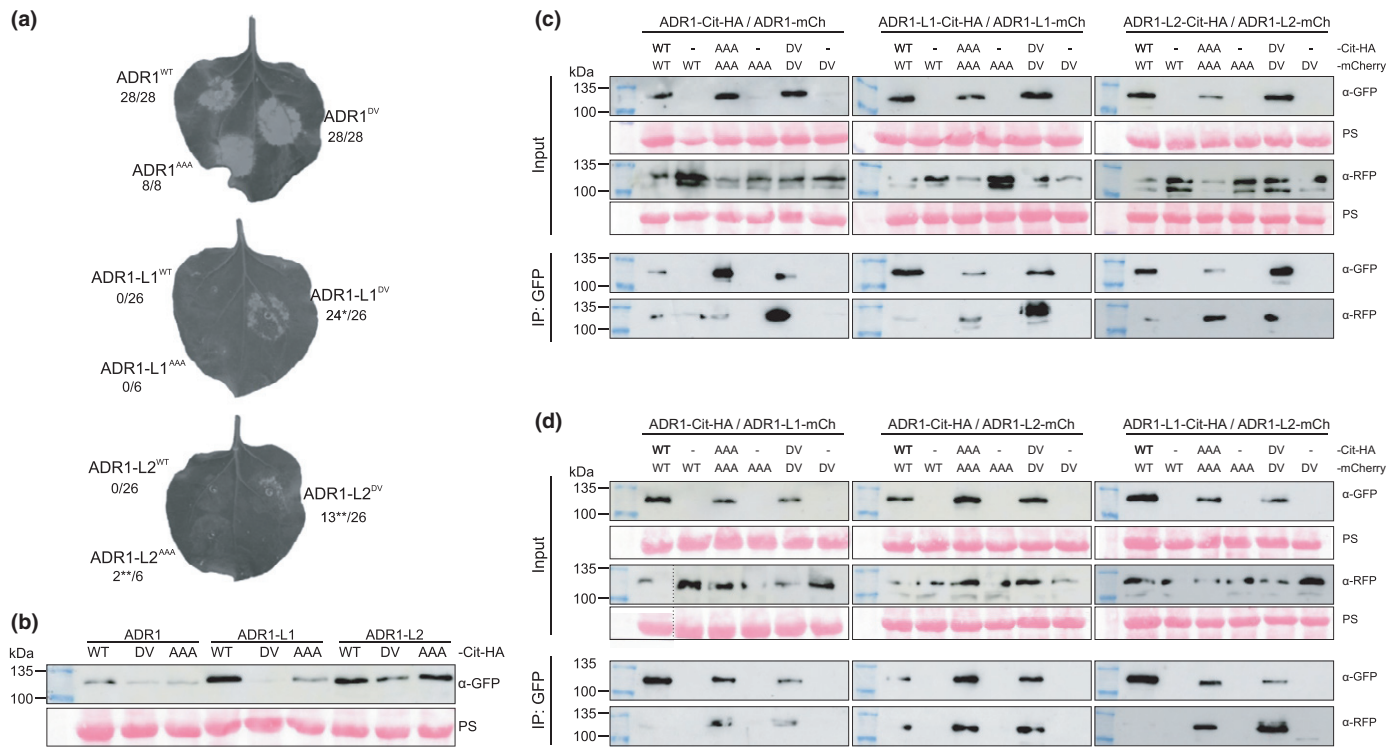 (a)
ADR1WT
28/28
ADR1DV
28/28
ADR1AAA
8/8
ADR1-L1WT
0/26
ADR1-L1DV
24*/26
ADR1-L1AAA
0/6
ADR1-L2WT
0/26
ADR1-L2DV
13**/26
ADR1-L2AAA
2**/6
(b)
ADR1 ADR1-L1 ADR1-L2
kDa WT DV AAA WT DV AAA WT DV AAA -Cit-HA
135
100
α-GFP
PS
(c)
ADR1-Cit-HA / ADR1-mCh ADR1-L1-Cit-HA / ADR1-L1-mCh ADR1-L2-Cit-HA / ADR1-L2-mCh
WT - AAA - DV - WT - AAA - DV - WT - AAA - DV - -Cit-HA
WT WT AAA AAA DV DV WT WT AAA AAA DV DV WT WT AAA AAA DV DV -mCherry
kDa
Input
135
100
α-GFP
PS
135
100
α-RFP
PS
IP: GFP
135
100
α-GFP
135
100
α-RFP
(d)
ADR1-Cit-HA / ADR1-L1-mCh ADR1-Cit-HA / ADR1-L2-mCh ADR1-L1-Cit-HA / ADR1-L2-mCh
WT - AAA - DV - WT - AAA - DV - WT - AAA - DV - -Cit-HA
WT WT AAA AAA DV DV WT WT AAA AAA DV DV WT WT AAA AAA DV DV -mCherry
kDa
Input
135
100
α-GFP
PS
135
100
α-RFP
PS
IP: GFP
135
100
α-GFP
135
100
α-RFP